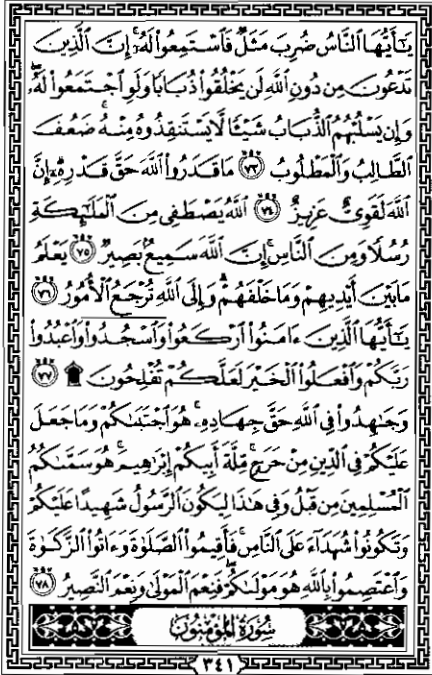 يَـٰٓأَيُّهَا ٱلنَّاسُ ضُرِبَ مَثَلٌ فَٱسْتَمِعُوا۟ لَهُۥٓ ۚ إِنَّ ٱلَّذِينَ
تَدْعُونَ مِن دُونِ ٱللَّهِ لَن يَخْلُقُوا۟ ذُبَابًا وَلَوِ ٱجْتَمَعُوا۟ لَهُۥ ۖ
وَإِن يَسْلُبْهُمُ ٱلذُّبَابُ شَيْـًٔا لَّا يَسْتَنقِذُوهُ مِنْهُ ۚ ضَعُفَ
ٱلطَّالِبُ وَٱلْمَطْلُوبُ ٧٣ مَا قَدَرُوا۟ ٱللَّهَ حَقَّ قَدْرِهِۦٓ ۗ إِنَّ
ٱللَّهَ لَقَوِىٌّ عَزِيزٌ ٧٤ ٱللَّهُ يَصْطَفِى مِنَ ٱلْمَلَـٰٓئِكَةِ
رُسُلًا وَمِنَ ٱلنَّاسِ ۚ إِنَّ ٱللَّهَ سَمِيعٌۢ بَصِيرٌ ٧٥ يَعْلَمُ
مَا بَيْنَ أَيْدِيهِمْ وَمَا خَلْفَهُمْ ۗ وَإِلَى ٱللَّهِ تُرْجَعُ ٱلْأُمُورُ ٧٦
يَـٰٓأَيُّهَا ٱلَّذِينَ ءَامَنُوا۟ ٱرْكَعُوا۟ وَٱسْجُدُوا۟ وَٱعْبُدُوا۟
رَبَّكُمْ وَٱفْعَلُوا۟ ٱلْخَيْرَ لَعَلَّكُمْ تُفْلِحُونَ ۩ ٧٧
وَجَـٰهِدُوا۟ فِى ٱللَّهِ حَقَّ جِهَادِهِۦ ۚ هُوَ ٱجْتَبَىٰكُمْ وَمَا جَعَلَ
عَلَيْكُمْ فِى ٱلدِّينِ مِنْ حَرَجٍ ۚ مِّلَّةَ أَبِيكُمْ إِبْرَٰهِيمَ ۚ هُوَ سَمَّىٰكُمُ
ٱلْمُسْلِمِينَ مِن قَبْلُ وَفِى هَـٰذَا لِيَكُونَ ٱلرَّسُولُ شَهِيدًا عَلَيْكُمْ
وَتَكُونُوا۟ شُهَدَآءَ عَلَى ٱلنَّاسِ ۚ فَأَقِيمُوا۟ ٱلصَّلَوٰةَ وَءَاتُوا۟ ٱلزَّكَوٰةَ
وَٱعْتَصِمُوا۟ بِٱللَّهِ هُوَ مَوْلَىٰكُمْ ۖ فَنِعْمَ ٱلْمَوْلَىٰ وَنِعْمَ ٱلنَّصِيرُ ٧٨
سُورَةُ المُؤْمِنُونَ
٣٤١